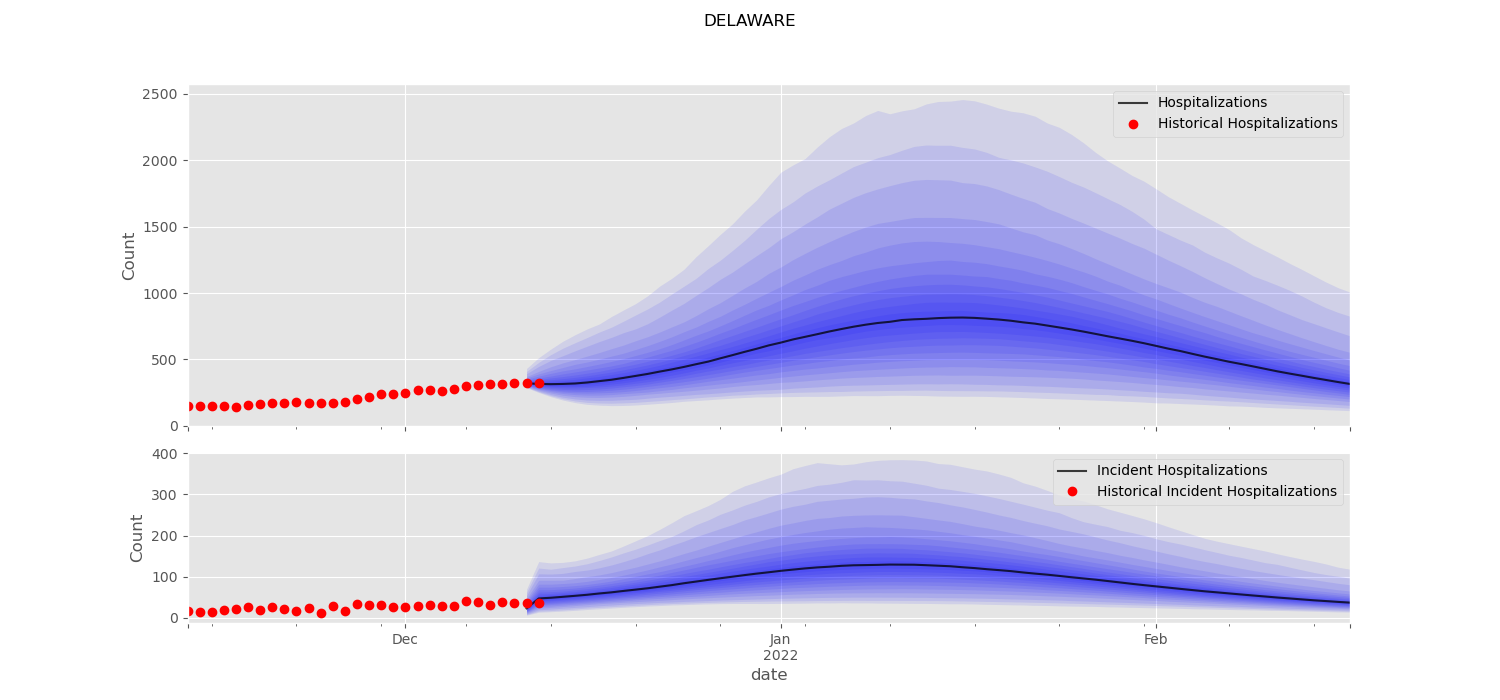 DELAWARE
2500
2000
1500
1000
500
0
Count
Hospitalizations
Historical Hospitalizations
400
300
200
100
0
Count
Incident Hospitalizations
Historical Incident Hospitalizations
Dec
Jan
2022
Feb
date